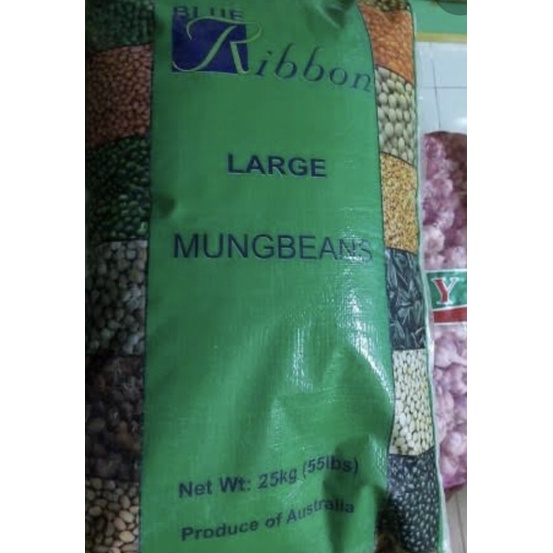 BLUE
Ribbon
LARGE
MUNGBEANS
Net Wt: 25kg (55lbs)
Produce of Australia
Y